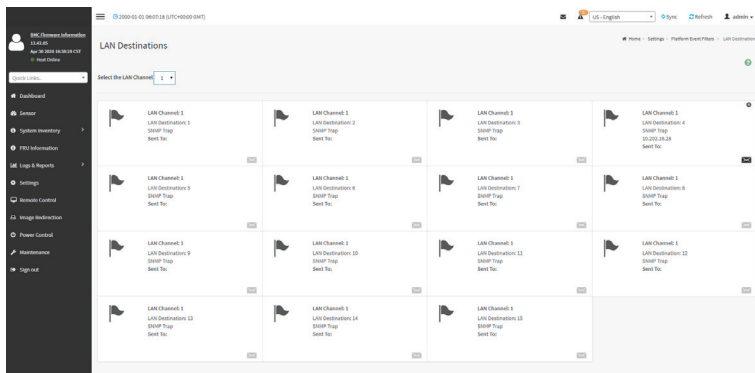 BMC Firmware Information
Apr 30 2020 16:38:29 CST
Host Online
Quick Links...
Dashboard
Sensor
System Inventory
FRU Information
Logs & Reports
Settings
Remote Control
Image Redirection
Power Control
Maintenance
Sign out
2000-01-01 06:07:18 (UTC+00:00 GMT)
US - English
Sync
Refresh
admin
LAN Destinations
Home - Settings - Platform Event Filters - LAN Destinations
Select the LAN Channel: 1
LAN Channel: 1
LAN Destination: 1
SNMP Trap
Sent To:
LAN Channel: 1
LAN Destination: 2
SNMP Trap
Sent To:
LAN Channel: 1
LAN Destination: 3
SNMP Trap
Sent To:
LAN Channel: 1
LAN Destination: 4
SNMP Trap
10.202.16.29
Sent To:
LAN Channel: 1
LAN Destination: 5
SNMP Trap
Sent To:
LAN Channel: 1
LAN Destination: 6
SNMP Trap
Sent To:
LAN Channel: 1
LAN Destination: 7
SNMP Trap
Sent To:
LAN Channel: 1
LAN Destination: 8
SNMP Trap
Sent To:
LAN Channel: 1
LAN Destination: 9
SNMP Trap
Sent To:
LAN Channel: 1
LAN Destination: 10
SNMP Trap
Sent To:
LAN Channel: 1
LAN Destination: 11
SNMP Trap
Sent To:
LAN Channel: 1
LAN Destination: 12
SNMP Trap
Sent To:
LAN Channel: 1
LAN Destination: 13
SNMP Trap
Sent To:
LAN Channel: 1
LAN Destination: 14
SNMP Trap
Sent To:
LAN Channel: 1
LAN Destination: 15
SNMP Trap
Sent To: